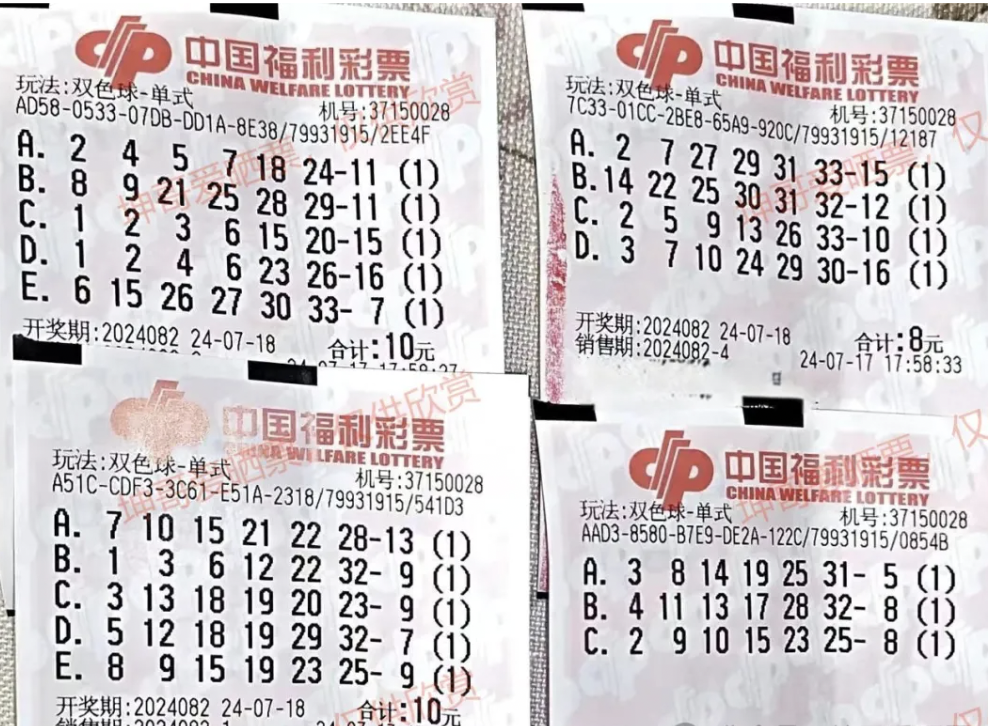 中国福利彩票
CHINA WELFARE LOTTERY
玩法:双色球-单式 机号:37150028
AD58-0533-07DB-DD1A-8E38/79931915/2EE4F
A. 2 4 5 7 18 24-11 (1)
B. 8 9 21 25 28 29-11 (1)
C. 1 2 3 6 15 20-15 (1)
D. 1 2 4 6 23 26-16 (1)
E. 6 15 26 27 30 33- 7 (1)
开奖期:2024082 24-07-18 合计:10元
中国福利彩票
CHINA WELFARE LOTTERY
玩法:双色球-单式 机号:37150028
7C33-01CC-2BE8-65A9-920C/79931915/12187
A. 2 7 27 29 31 33-15 (1)
B. 14 22 25 30 31 32-12 (1)
C. 2 5 9 13 26 33-10 (1)
D. 3 7 10 24 29 30-16 (1)
开奖期:2024082 24-07-18 合计:8元
销售期:2024082-4 24-07-17 17:58:33
中国福利彩票
CHINA WELFARE LOTTERY
玩法:双色球-单式 机号:37150028
A51C-CDF3-3C61-E51A-2318/79931915/541D3
A. 7 10 15 21 22 28-13 (1)
B. 1 3 6 12 22 32- 9 (1)
C. 3 13 18 19 20 23- 9 (1)
D. 5 12 18 19 29 32- 7 (1)
E. 8 9 15 19 23 25- 9 (1)
开奖期:2024082 24-07-18 合计:10元
中国福利彩票
CHINA WELFARE LOTTERY
玩法:双色球-单式 机号:37150028
AAD3-8580-B7E9-DE2A-122C/79931915/0854B
A. 3 8 14 19 25 31- 5 (1)
B. 4 11 13 17 28 32- 8 (1)
C. 2 9 10 15 23 25- 8 (1)